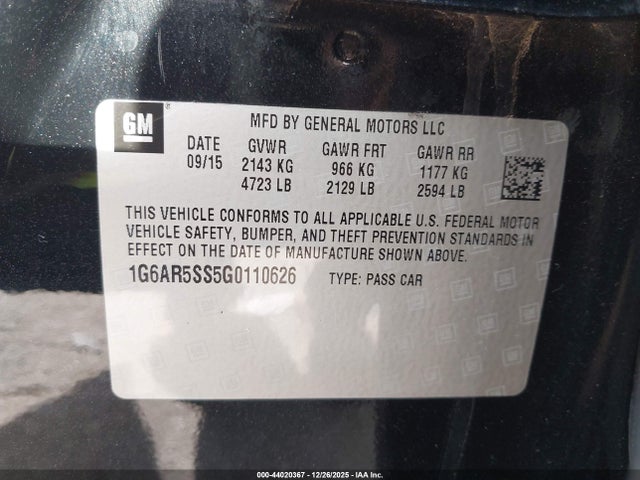 GM
MFD BY GENERAL MOTORS LLC
DATE GVWR GAWR FRT GAWR RR
09/15 2143 KG 966 KG 1177 KG
4723 LB 2129 LB 2594 LB
THIS VEHICLE CONFORMS TO ALL APPLICABLE U.S. FEDERAL MOTOR
VEHICLE SAFETY, BUMPER, AND THEFT PREVENTION STANDARDS IN
EFFECT ON THE DATE OF MANUFACTURE SHOWN ABOVE.
1G6AR5SS5G0110626 TYPE: PASS CAR
000-44020367 - 12/26/2025 - IAA Inc.